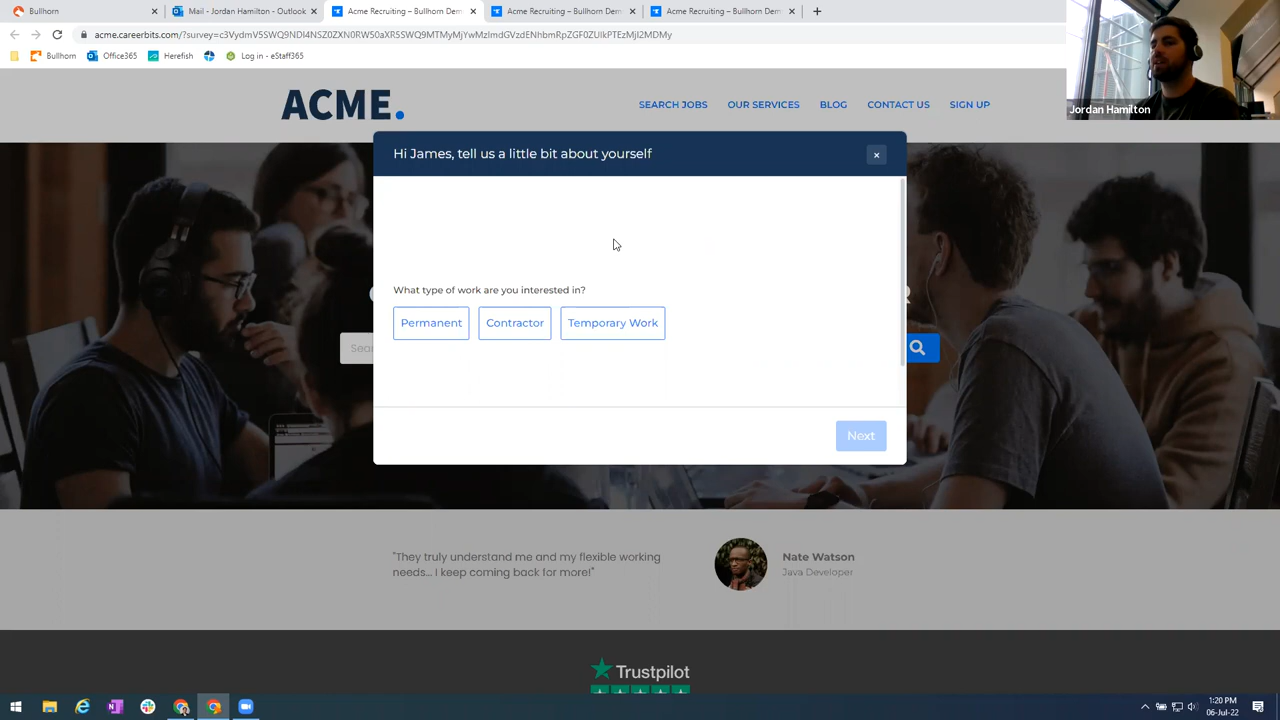 Bullhorn
Mail - Jordan Hamilton - Outlook
Acme Recruiting – Bullhorn Dem
Acme Recruiting – Bullhorn Dem
Acme Recruiting – Bullhorn Dem
Bullhorn
Office365
Herefish
Log in - eStaff365
Jordan Hamilton
ACME.
SEARCH JOBS
OUR SERVICES
BLOG
CONTACT US
SIGN UP
Hi James, tell us a little bit about yourself
What type of work are you interested in?
Permanent
Contractor
Temporary Work
Next
"They truly understand me and my flexible working
needs... I keep coming back for more!"
Nate Watson
Java Developer
Trustpilot
1:20 PM
06-Jul-22